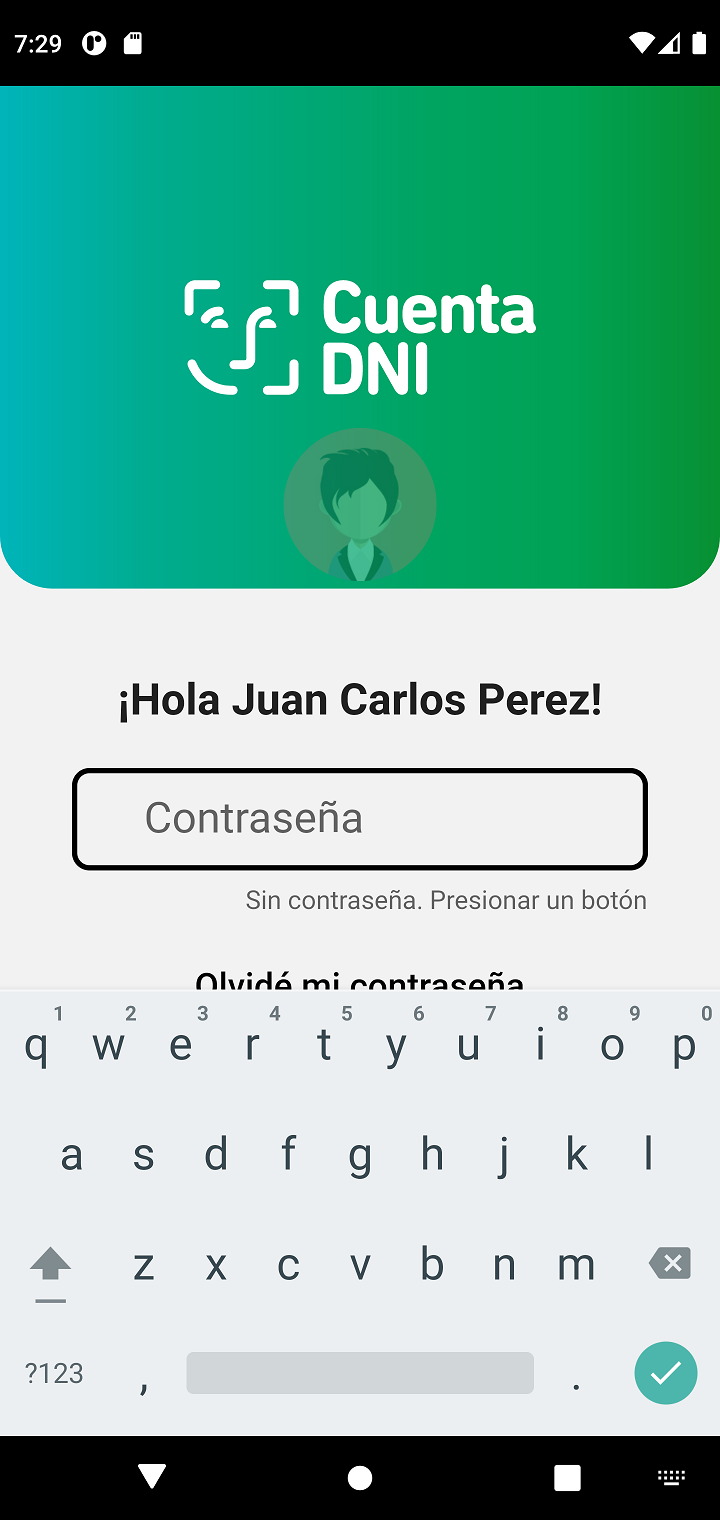 7:29
Cuenta
DNI
¡Hola Juan Carlos Perez!
Contraseña
Sin contraseña. Presionar un botón
Olvidé mi contraseña
1 2 3 4 5 6 7 8 9 0
q w e r t y u i o p
a s d f g h j k l
z x c v b n m
?123 , .